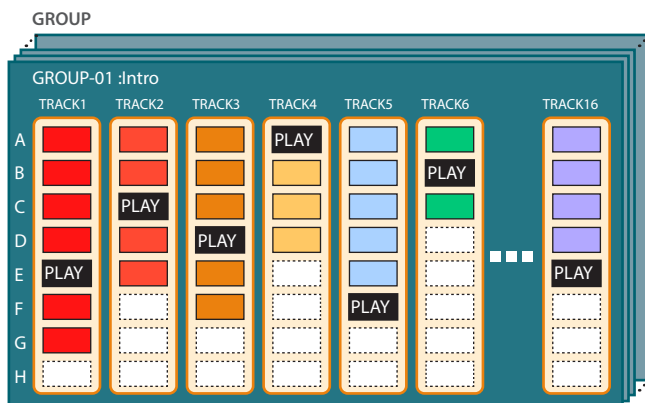 GROUP
GROUP-01 :Intro
TRACK1 TRACK2 TRACK3 TRACK4 TRACK5 TRACK6 TRACK16
A PLAY
B PLAY
C PLAY
D PLAY
E PLAY PLAY
F PLAY
G
H